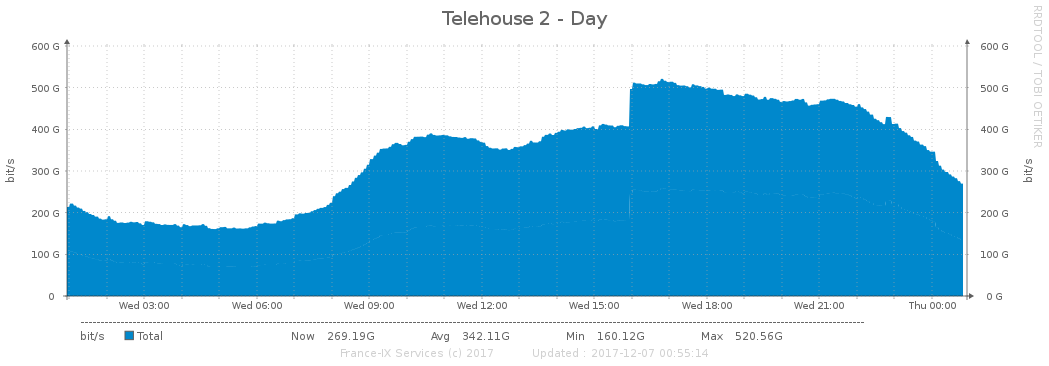 Telehouse 2 - Day
RRDTOOL / TOBI OETIKER
600 G 600 G
500 G 500 G
400 G 400 G
300 G 300 G
200 G 200 G
100 G 100 G
0 0 G
bit/s bit/s
Wed 03:00 Wed 06:00 Wed 09:00 Wed 12:00 Wed 15:00 Wed 18:00 Wed 21:00 Thu 00:00
bit/s Total Now 269.19G Avg 342.11G Min 160.12G Max 520.56G
France-IX Services (c) 2017 Updated : 2017-12-07 00:55:14